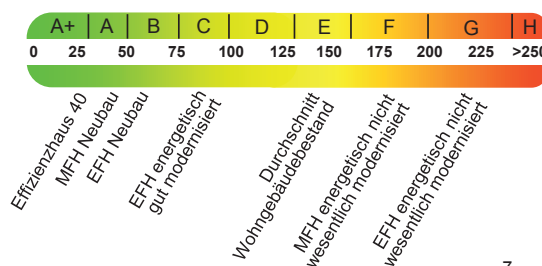 A+ A B C D E F G H
0 25 50 75 100 125 150 175 200 225 >250
Effizienzhaus 40
MFH Neubau
EFH Neubau
EFH energetisch
gut modernisiert
Durchschnitt
Wohngebäudebestand
MFH energetisch nicht
wesentlich modernisiert
EFH energetisch nicht
wesentlich modernisiert